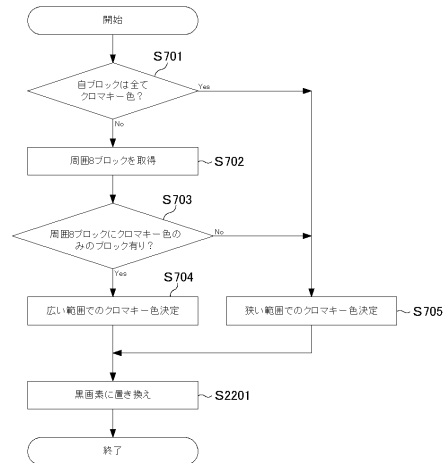 開始
S701
自ブロックは全て
クロマキー色？
Yes
No
周囲8ブロックを取得
S702
S703
周囲8ブロックにクロマキー色の
みのブロック有り？
No
Yes
S704
広い範囲でのクロマキー色決定
狭い範囲でのクロマキー色決定
S705
黒画素に置き換え
S2201
終了